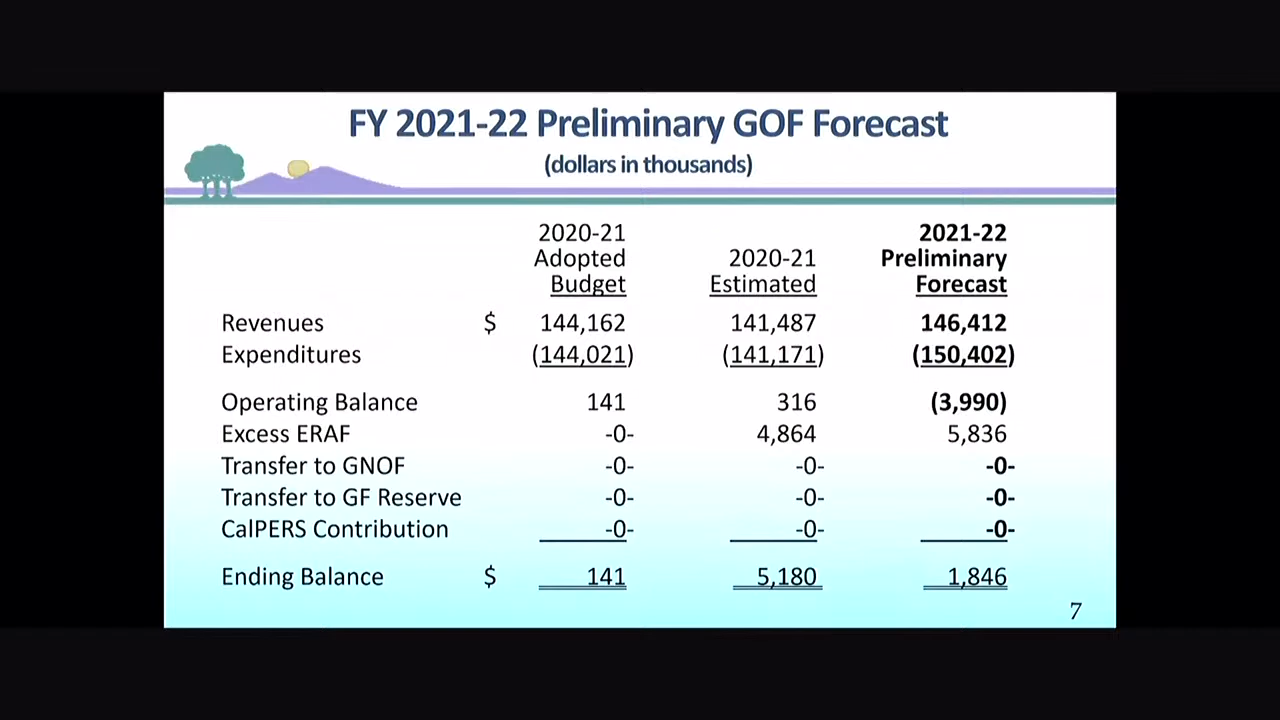 FY 2021-22 Preliminary GOF Forecast
(dollars in thousands)
2020-21 Adopted Budget 2020-21 Estimated 2021-22 Preliminary Forecast
Revenues $ 144,162 141,487 146,412
Expenditures (144,021) (141,171) (150,402)
Operating Balance 141 316 (3,990)
Excess ERAF -0- 4,864 5,836
Transfer to GNOF -0- -0- -0-
Transfer to GF Reserve -0- -0- -0-
CalPERS Contribution -0- -0- -0-
Ending Balance $ 141 5,180 1,846
7